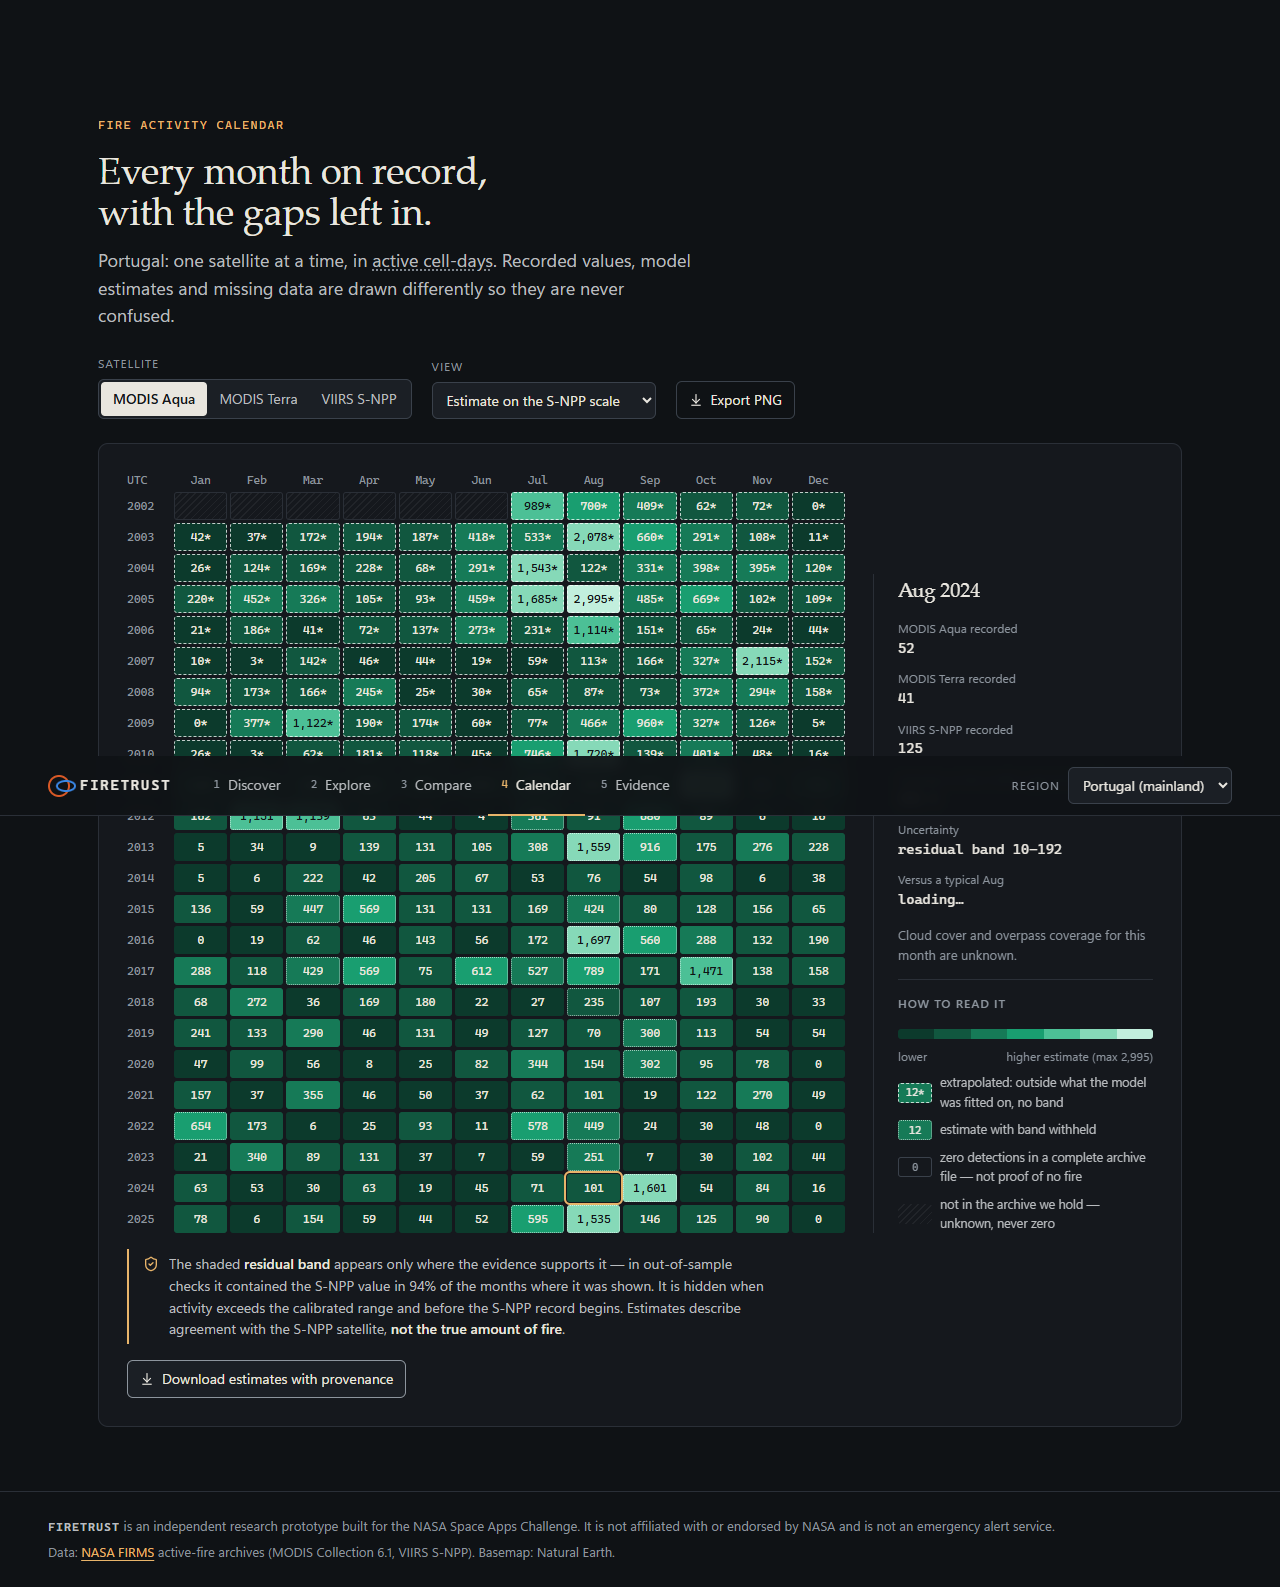 FIRE ACTIVITY CALENDAR
Every month on record,
with the gaps left in.
Portugal: one satellite at a time, in active cell-days. Recorded values, model
estimates and missing data are drawn differently so they are never
confused.
SATELLITE
VIEW
MODIS Aqua MODIS Terra VIIRS S-NPP
Estimate on the S-NPP scale
Export PNG
UTC Jan Feb Mar Apr May Jun Jul Aug Sep Oct Nov Dec
2002 989* 700* 409* 62* 72* 0*
2003 42* 37* 172* 194* 187* 418* 533* 2,078* 660* 291* 108* 11*
2004 26* 124* 169* 228* 68* 291* 1,543* 122* 331* 398* 395* 120*
2005 220* 452* 326* 105* 93* 459* 1,685* 2,995* 485* 669* 102* 109*
2006 21* 186* 41* 72* 137* 273* 231* 1,114* 151* 65* 24* 44*
2007 10* 3* 142* 46* 44* 19* 59* 113* 166* 327* 2,115* 152*
2008 94* 173* 166* 245* 25* 30* 65* 87* 73* 372* 294* 158*
2009 0* 377* 1,122* 190* 174* 60* 77* 466* 960* 327* 126* 5*
2010 26* 3* 62* 181* 118* 45* 746* 1,720* 139* 401* 48* 16*
FIRETRUST
1 Discover
2 Explore
3 Compare
4 Calendar
5 Evidence
REGION
Portugal (mainland)
2013 5 34 9 139 131 105 308 1,559 916 175 276 228
2014 5 6 222 42 205 67 53 76 54 98 6 38
2015 136 59 447 569 131 131 169 424 80 128 156 65
2016 0 19 62 46 143 56 172 1,697 560 288 132 190
2017 288 118 429 569 75 612 527 789 171 1,471 138 158
2018 68 272 36 169 180 22 27 235 107 193 30 33
2019 241 133 290 46 131 49 127 70 300 113 54 54
2020 47 99 56 8 25 82 344 154 302 95 78 0
2021 157 37 355 46 50 37 62 101 19 122 270 49
2022 654 173 6 25 93 11 578 449 24 30 48 0
2023 21 340 89 131 37 7 59 251 7 30 102 44
2024 63 53 30 63 19 45 71 101 1,601 54 84 16
2025 78 6 154 59 44 52 595 1,535 146 125 90 0
Aug 2024
MODIS Aqua recorded
52
MODIS Terra recorded
41
VIIRS S-NPP recorded
125
Uncertainty
residual band 10–192
Versus a typical Aug
loading…
Cloud cover and overpass coverage for this
month are unknown.
HOW TO READ IT
lower higher estimate (max 2,995)
12* extrapolated: outside what the model
was fitted on, no band
12 estimate with band withheld
0 zero detections in a complete archive
file — not proof of no fire
not in the archive we hold —
unknown, never zero
The shaded residual band appears only where the evidence supports it — in out-of-sample
checks it contained the S-NPP value in 94% of the months where it was shown. It is hidden when
activity exceeds the calibrated range and before the S-NPP record begins. Estimates describe
agreement with the S-NPP satellite, not the true amount of fire.
Download estimates with provenance
FIRETRUST is an independent research prototype built for the NASA Space Apps Challenge. It is not affiliated with or endorsed by NASA and is not an emergency alert service.
Data: NASA FIRMS active-fire archives (MODIS Collection 6.1, VIIRS S-NPP). Basemap: Natural Earth.